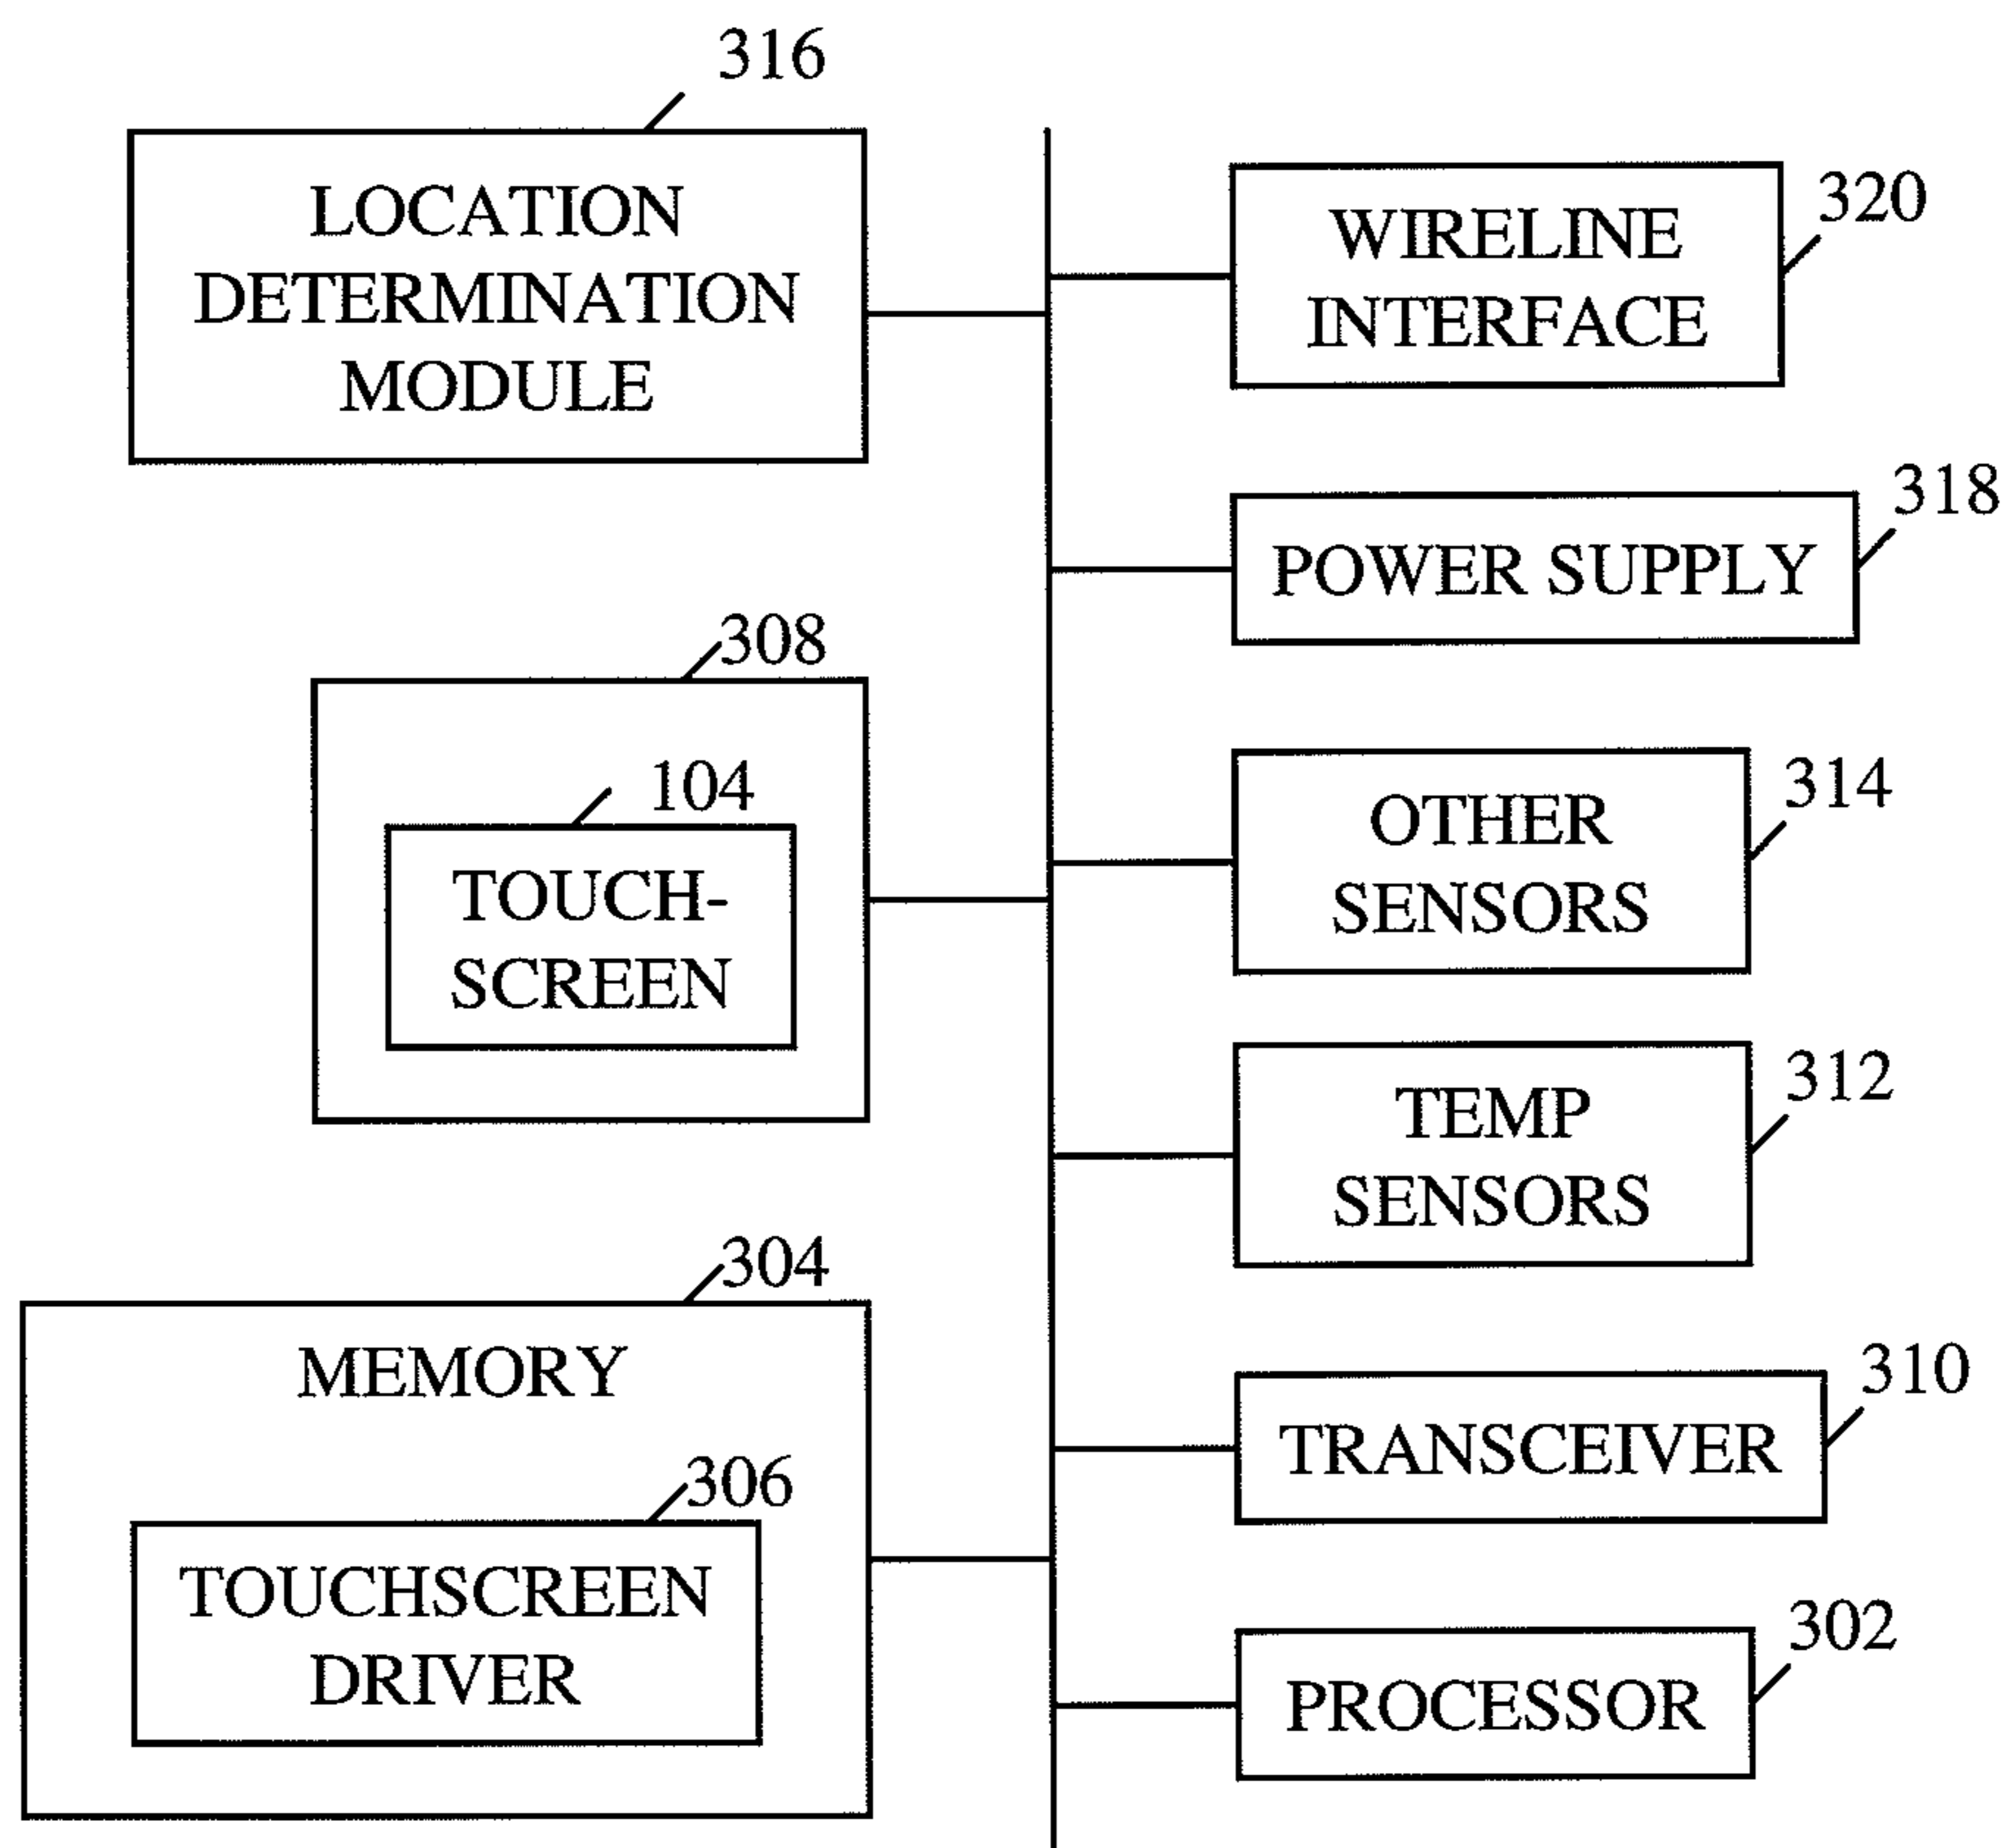 316
LOCATION
DETERMINATION
MODULE
320
WIRELINE
INTERFACE
318
POWER SUPPLY
308
104
TOUCH-
SCREEN
314
OTHER
SENSORS
312
TEMP
SENSORS
304
MEMORY
306
TOUCHSCREEN
DRIVER
310
TRANSCEIVER
302
PROCESSOR